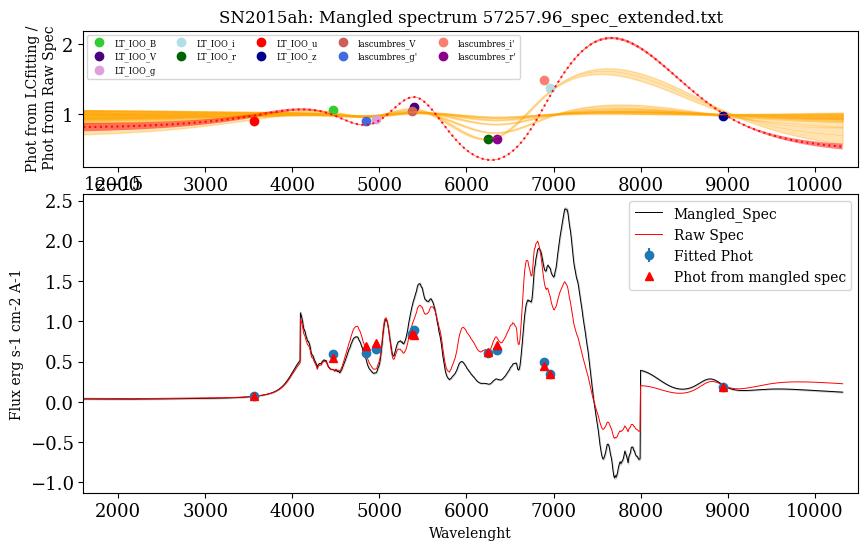 SN2015ah: Mangled spectrum 57257.96_spec_extended.txt
Phot from LCfitting /
Phot from Raw Spec
2
1
LT_IOO_B
LT_IOO_V
LT_IOO_g
LT_IOO_i
LT_IOO_r
LT_IOO_u
LT_IOO_z
lascumbres_V
lascumbres_g'
lascumbres_i'
lascumbres_r'
2000 3000 4000 5000 6000 7000 8000 9000 10000
1e−15
Flux erg s-1 cm-2 A-1
2.5
2.0
1.5
1.0
0.5
0.0
−0.5
−1.0
Mangled_Spec
Raw Spec
Fitted Phot
Phot from mangled spec
2000 3000 4000 5000 6000 7000 8000 9000 10000
Wavelenght